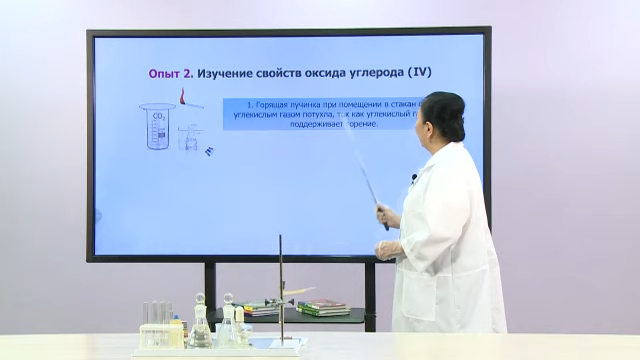 Опыт 2. Изучение свойств оксида углерода (IV)
CO₂
1. Горящая лучинка при помещении в стакан
углекислым газом потухла, так как углекислый
поддерживает горение.